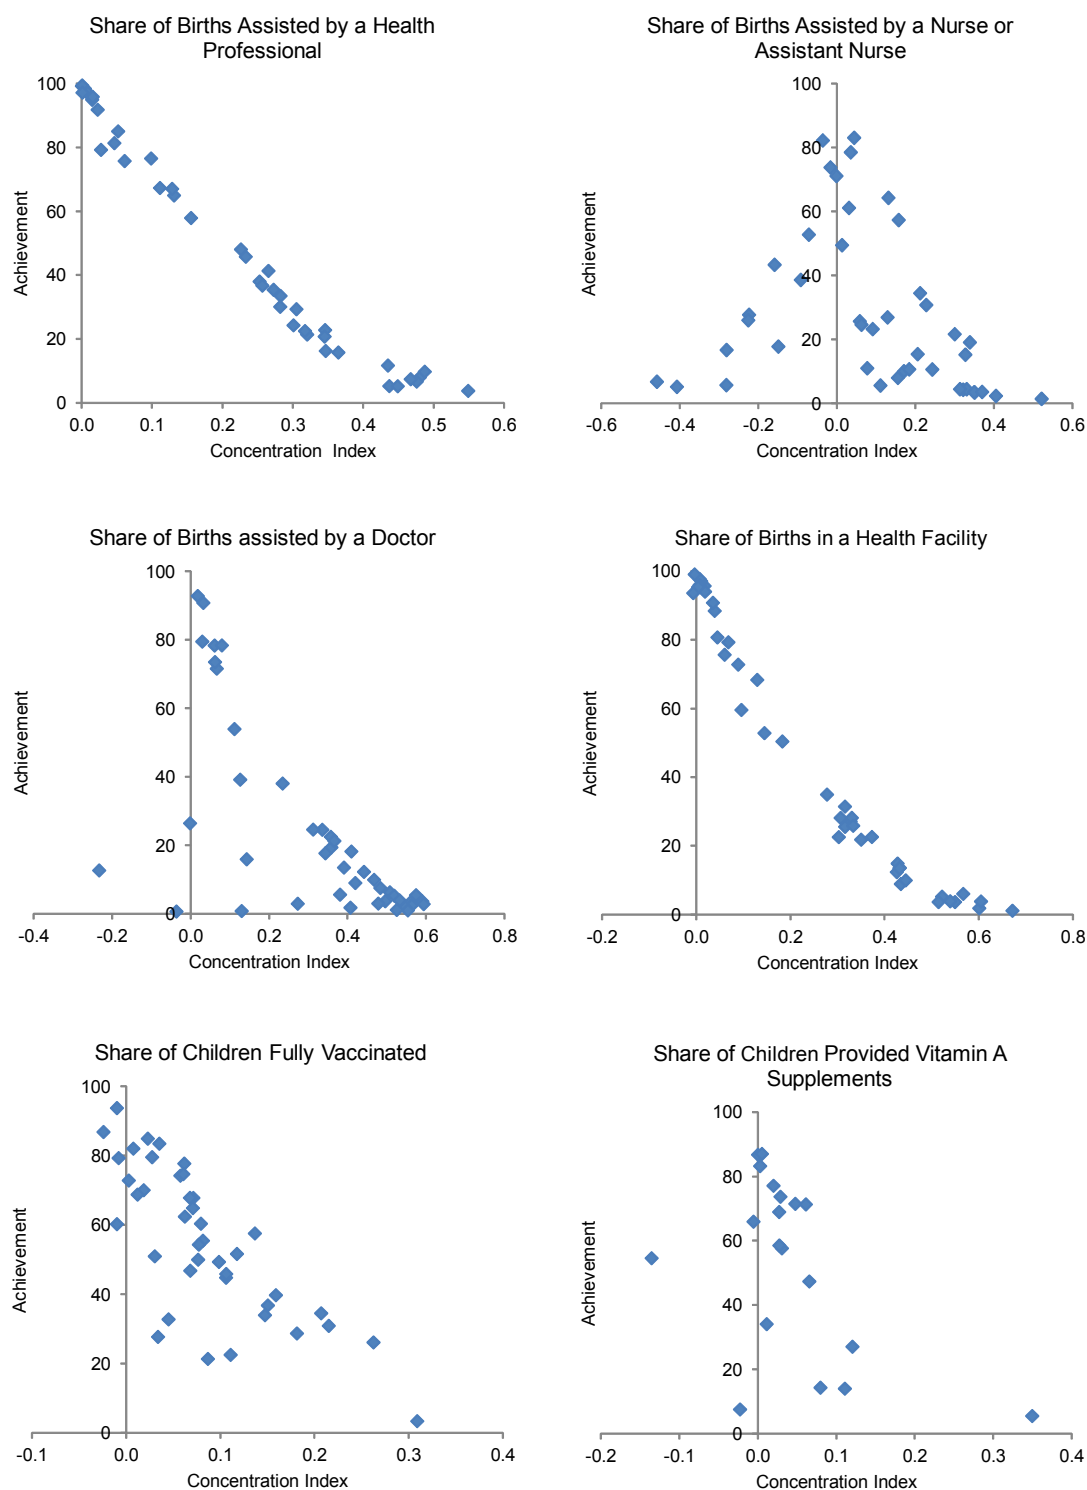 Share of Births Assisted by a Health
Professional
100
80
60
40
20
0
Achievement
0.0 0.1 0.2 0.3 0.4 0.5 0.6
Concentration Index
Share of Births Assisted by a Nurse or
Assistant Nurse
100
80
60
40
20
0
Achievement
-0.6 -0.4 -0.2 0.0 0.2 0.4 0.6
Concentration Index
Share of Births assisted by a Doctor
100
80
60
40
20
0
Achievement
-0.4 -0.2 0.0 0.2 0.4 0.6 0.8
Concentration Index
Share of Births in a Health Facility
100
80
60
40
20
0
Achievement
-0.2 0.0 0.2 0.4 0.6 0.8
Concentration Index
Share of Children Fully Vaccinated
100
80
60
40
20
0
Achievement
-0.1 0.0 0.1 0.2 0.3 0.4
Concentration Index
Share of Children Provided Vitamin A
Supplements
100
80
60
40
20
0
Achievement
-0.2 -0.1 0.0 0.1 0.2 0.3 0.4
Concentration Index